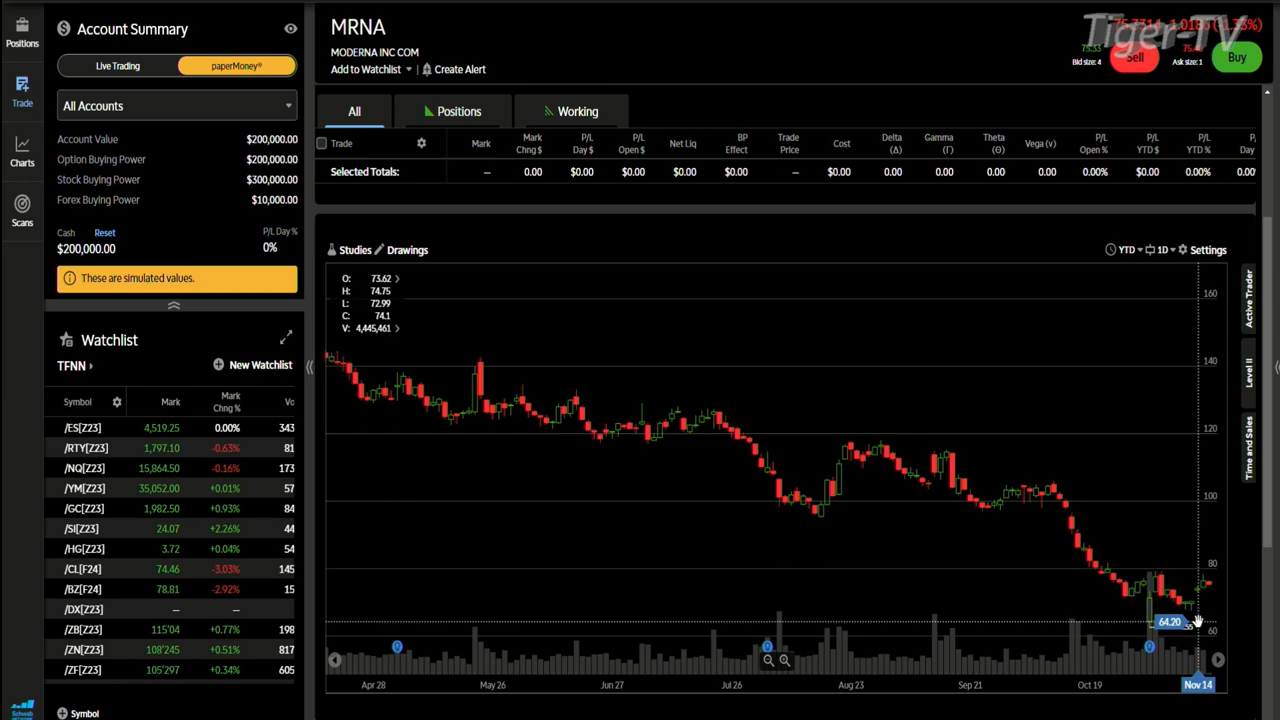 Positions
Trade
Charts
Scans
Account Summary
Live Trading
paperMoney®
All Accounts
Account Value $200,000.00
Option Buying Power $200,000.00
Stock Buying Power $300,000.00
Forex Buying Power $10,000.00
Cash Reset P/L Day %
$200,000.00 0%
These are simulated values.
Watchlist
TFNN New Watchlist
Symbol Mark Mark Chng % Vo
/ES[Z23] 4,519.25 0.00% 343
/RTY[Z23] 1,797.10 -0.63% 81
/NQ[Z23] 15,864.50 -0.16% 173
/YM[Z23] 35,052.00 +0.01% 57
/GC[Z23] 1,982.50 +0.93% 84
/SI[Z23] 24.07 +2.26% 44
/HG[Z23] 3.72 +0.04% 54
/CL[F24] 74.46 -3.03% 145
/BZ[F24] 78.81 -2.92% 15
/DX[Z23] — —
/ZB[Z23] 115'04 +0.77% 198
/ZN[Z23] 108'245 +0.51% 817
/ZF[Z23] 105'297 +0.34% 605
Symbol
MRNA
MODERNA INC COM
Add to Watchlist Create Alert
Tiger-TV
75.33
Bid size: 4
Sell
Ask size: 1
Buy
All Positions Working
Trade Mark Mark Chng $ P/L Day $ P/L Open $ Net Liq BP Effect Trade Price Cost Delta (Δ) Gamma (Γ) Theta (Θ) Vega (v) P/L Open % P/L YTD $ P/L YTD % P/L Day
Selected Totals: — 0.00 $0.00 $0.00 $0.00 $0.00 — $0.00 0.00 0.00 0.00 0.00 0.00% $0.00 0.00% 0.00
Studies Drawings YTD 1D Settings
O: 73.62
H: 74.75
L: 72.99
C: 74.1
V: 4,445,461
160
140
120
100
80
60
64.20
Apr 28 May 26 Jun 27 Jul 26 Aug 23 Sep 21 Oct 19 Nov 14
Active Trader
Level II
Time and Sales